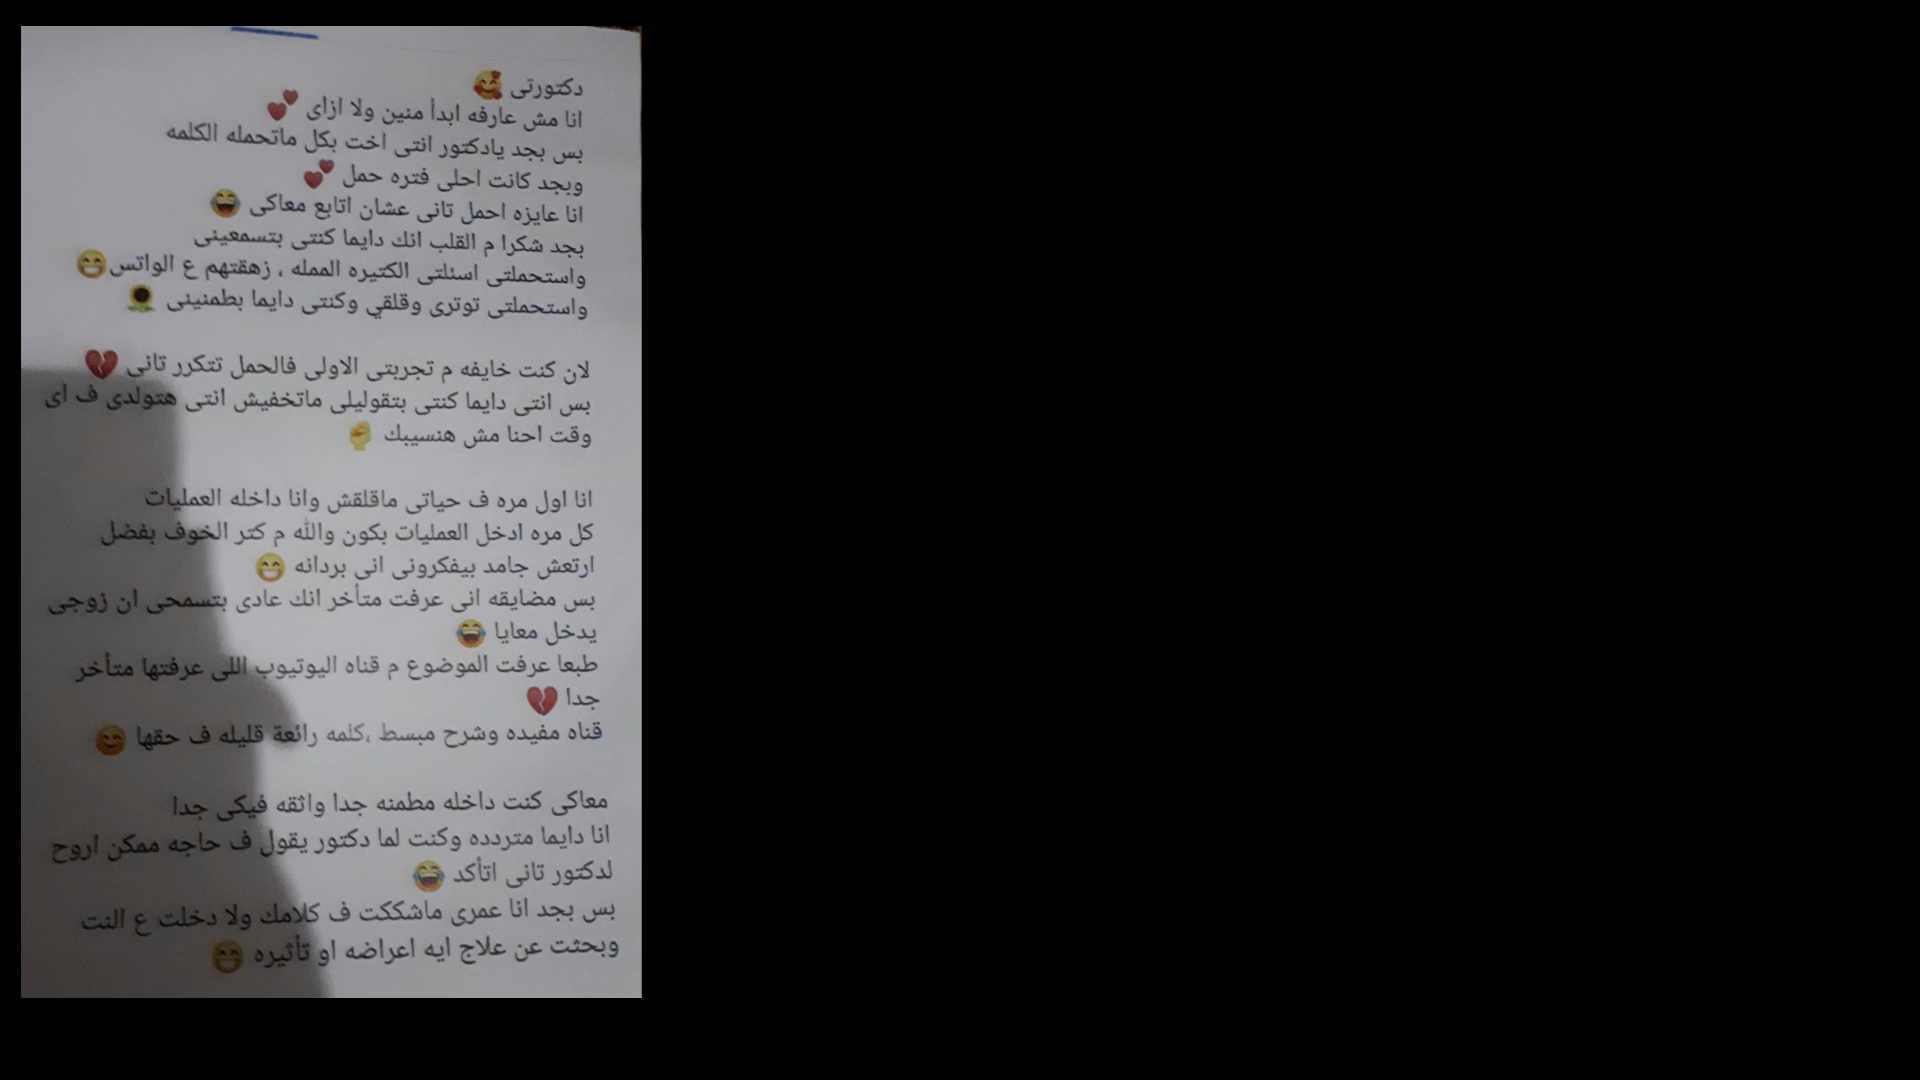 دكتورتى 🥰
انا مش عارفه ابدأ منين ولا ازاى 💕
بس بجد يادكتور انتى اخت بكل ماتحمله الكلمه
وبجد كانت احلى فتره حمل 💕
انا عايزه احمل تانى عشان اتابع معاكى 😂
بجد شكرا م القلب انك دايما كنتى بتسمعينى
واستحملتى اسئلتى الكتيره الممله ، زهقتهم ع الواتس😁
واستحملتى توترى وقلقي وكنتى دايما بطمنينى 🌻
لان كنت خايفه م تجربتى الاولى فالحمل تتكرر تانى 💔
بس انتى دايما كنتى بتقوليلى ماتخفيش انتى هتولدى ف اى
وقت احنا مش هنسيبك ✊
انا اول مره ف حياتى ماقلقش وانا داخله العمليات
كل مره ادخل العمليات بكون والله م كتر الخوف بفضل
ارتعش جامد بيفكرونى انى بردانه 😁
بس مضايقه انى عرفت متأخر انك عادى بتسمحى ان زوجى
يدخل معايا 😂
طبعا عرفت الموضوع م قناه اليوتيوب اللى عرفتها متأخر
جدا 💔
قناه مفيده وشرح مبسط ،كلمه رائعة قليله ف حقها 😊
معاكى كنت داخله مطمنه جدا واثقه فيكى جدا
انا دايما متردده وكنت لما دكتور يقول ف حاجه ممكن اروح
لدكتور تانى اتأكد 😂
بس بجد انا عمرى ماشككت ف كلامك ولا دخلت ع النت
وبحثت عن علاج ايه اعراضه او تأثيره 😁